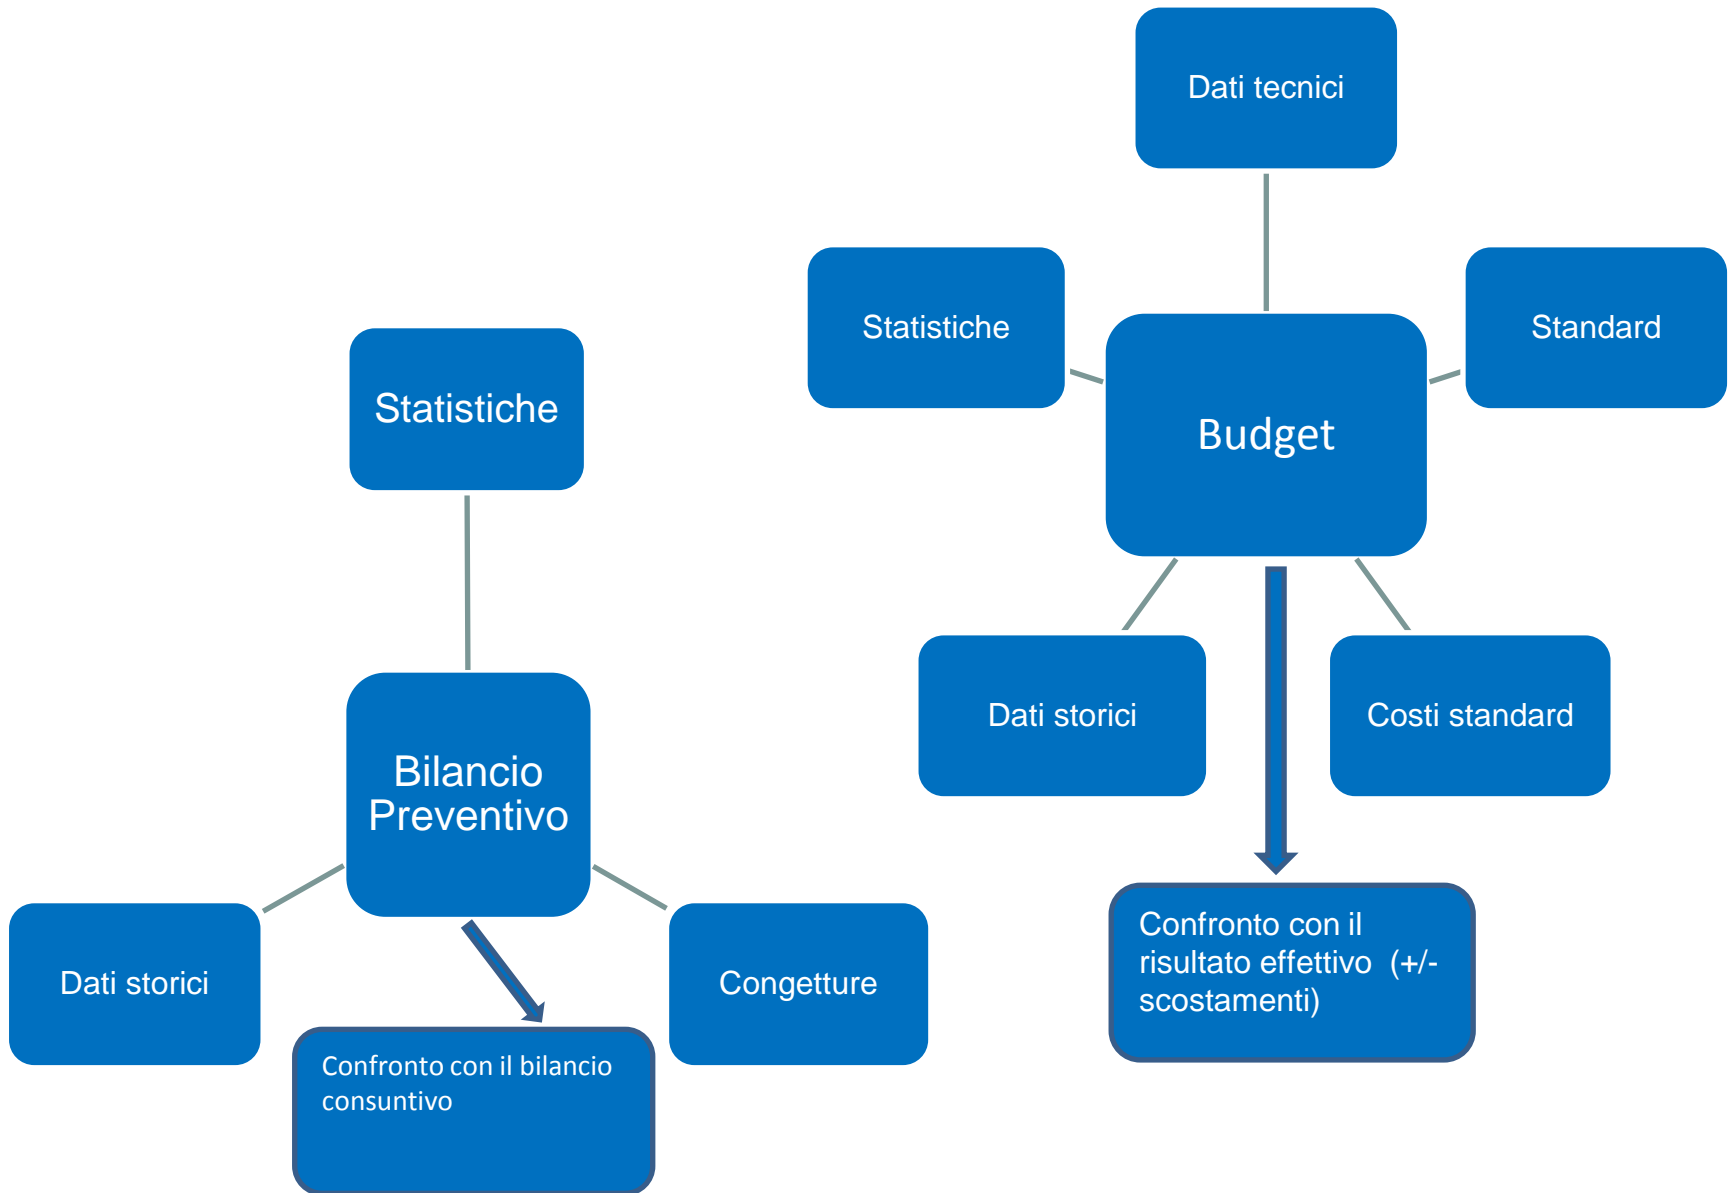 Dati tecnici
Statistiche
Standard
Budget
Dati storici
Costi standard
Confronto con il
risultato effettivo  (+/-
scostamenti)
Statistiche
Bilancio
Preventivo
Dati storici
Congetture
Confronto con il bilancio
consuntivo